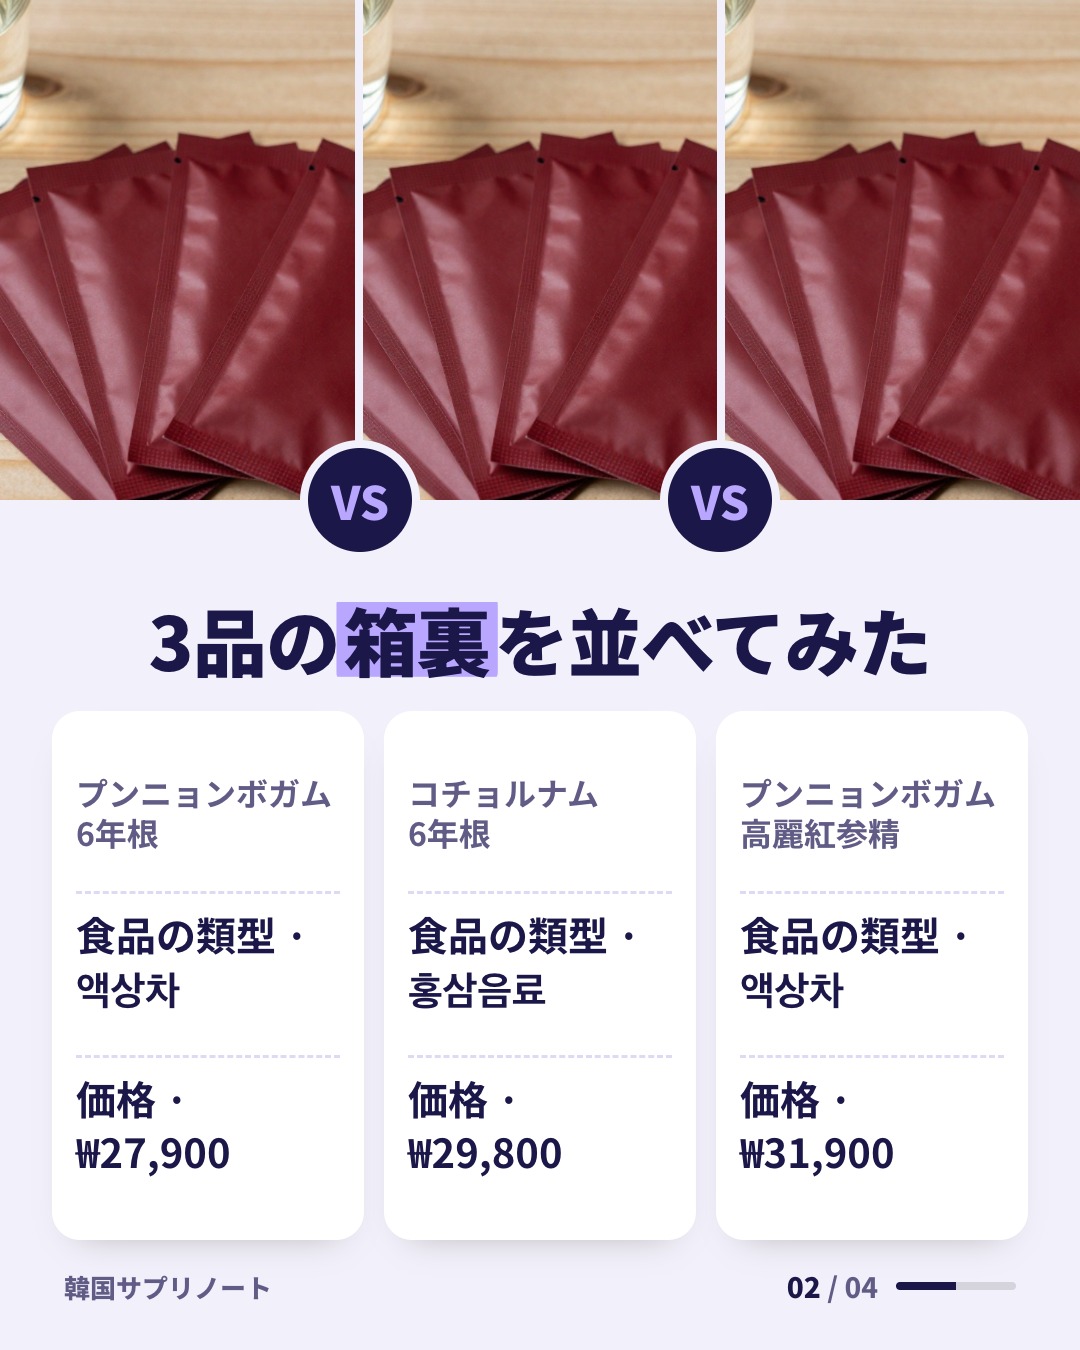 VS
VS
3品の箱裏を並べてみた
プンニョンボガム
6年根
食品の類型・
액상차
価格・
₩27,900
コチョルナム
6年根
食品の類型・
홍삼음료
価格・
₩29,800
プンニョンボガム
高麗紅参精
食品の類型・
액상차
価格・
₩31,900
韓国サプリノート
02 / 04